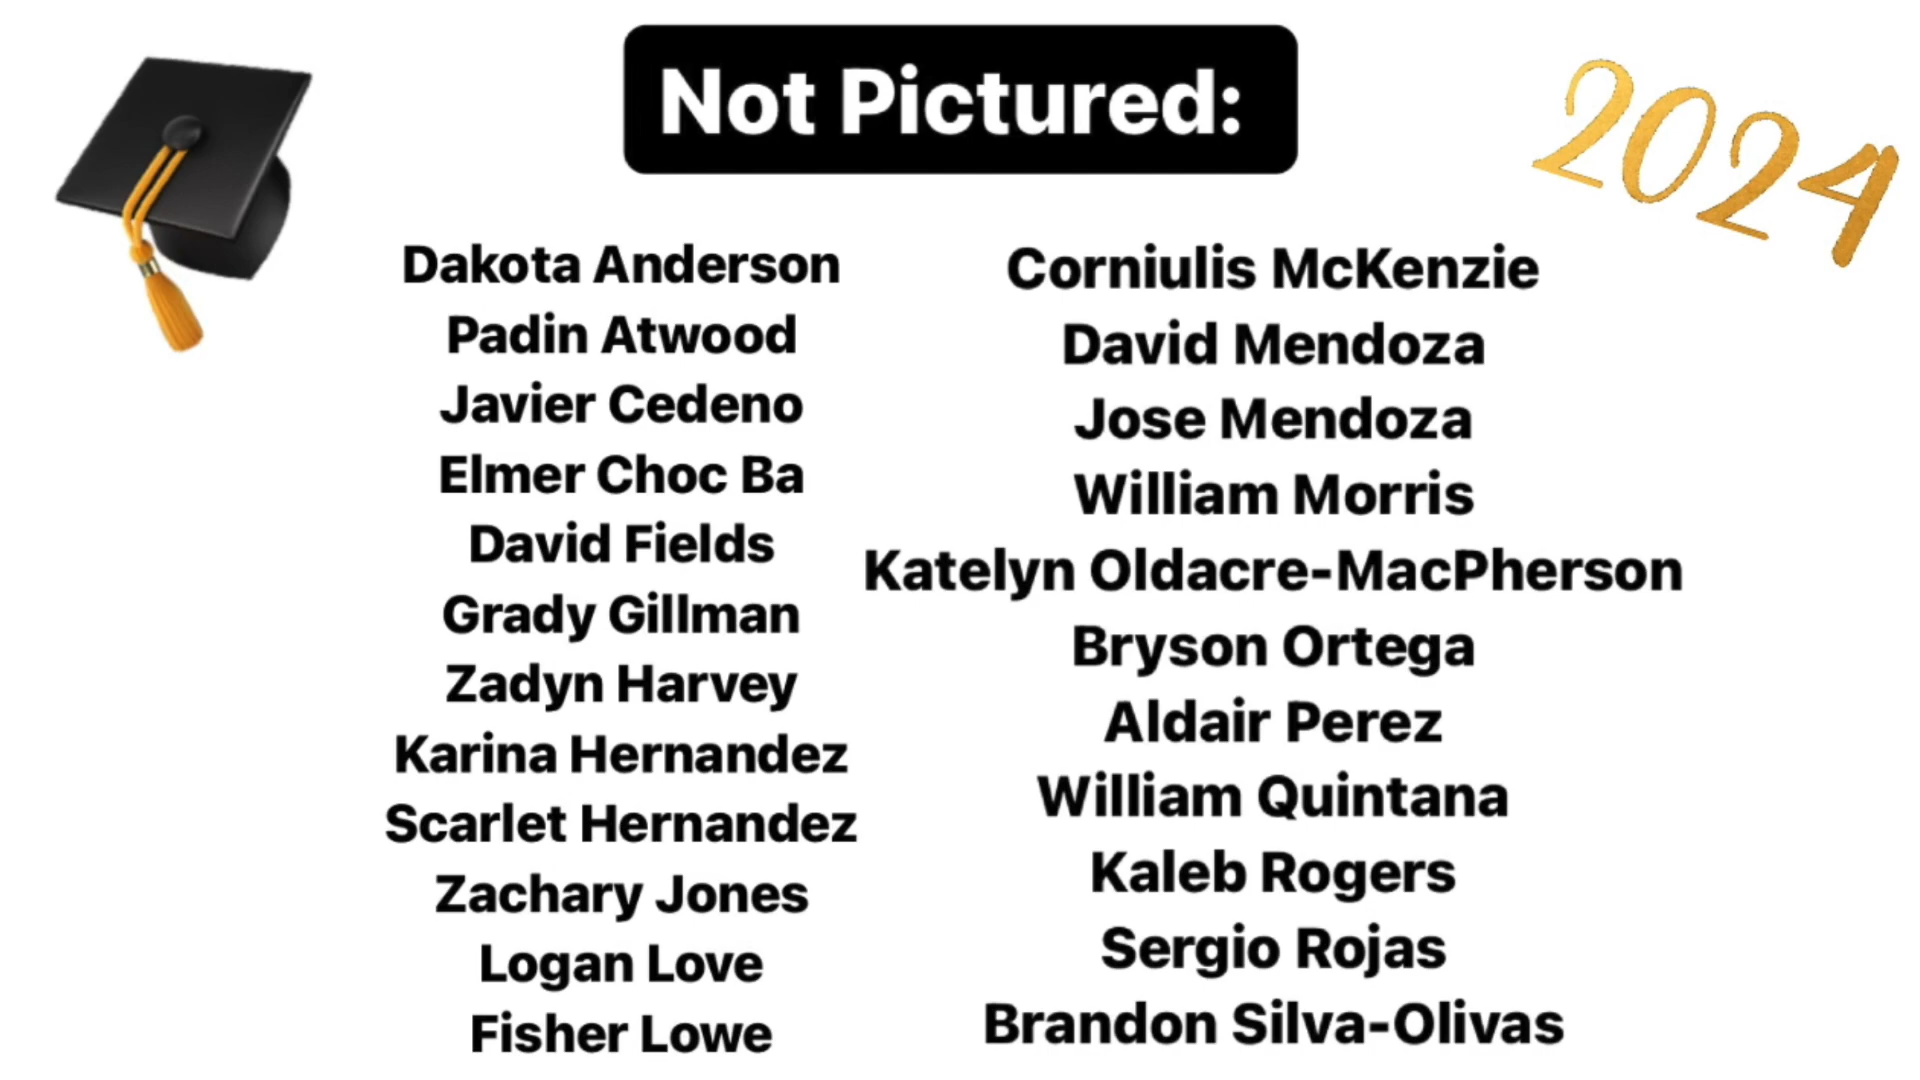 Not Pictured:
2024
Dakota Anderson
Padin Atwood
Javier Cedeno
Elmer Choc Ba
David Fields
Grady Gillman
Zadyn Harvey
Karina Hernandez
Scarlet Hernandez
Zachary Jones
Logan Love
Fisher Lowe
Corniulis McKenzie
David Mendoza
Jose Mendoza
William Morris
Katelyn Oldacre-MacPherson
Bryson Ortega
Aldair Perez
William Quintana
Kaleb Rogers
Sergio Rojas
Brandon Silva-Olivas